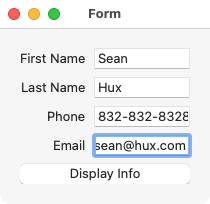 Form
First Name Sean
Last Name Hux
Phone 832-832-8328
Email sean@hux.com
Display Info